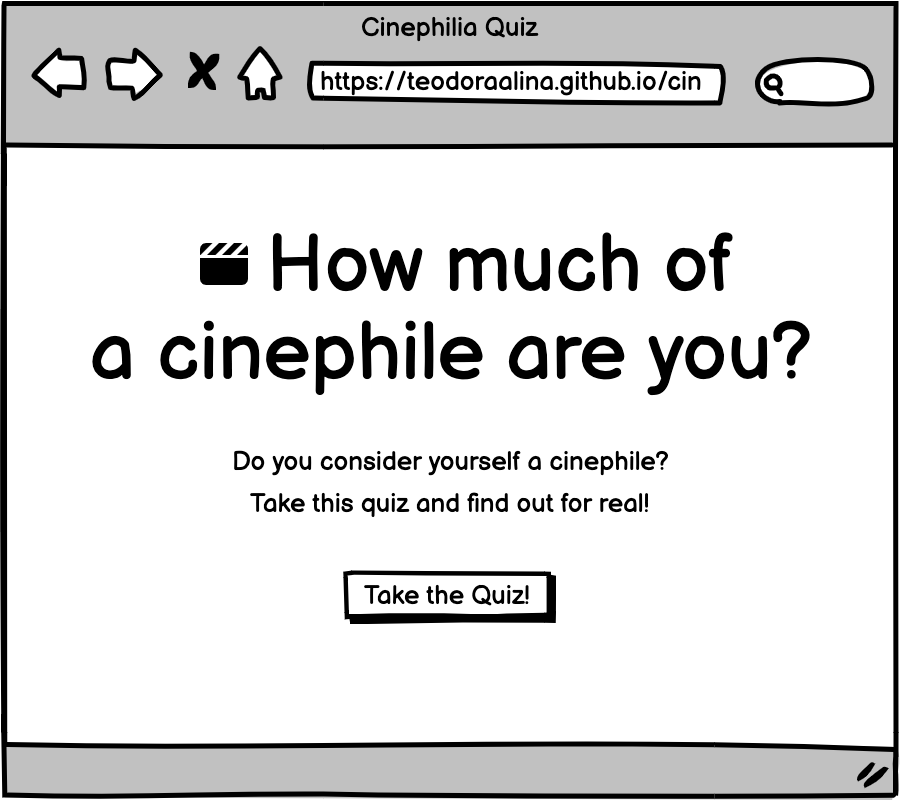 Cinephilia Quiz
https://teodoraalina.github.io/cin
How much of
a cinephile are you?
Do you consider yourself a cinephile?
Take this quiz and find out for real!
Take the Quiz!